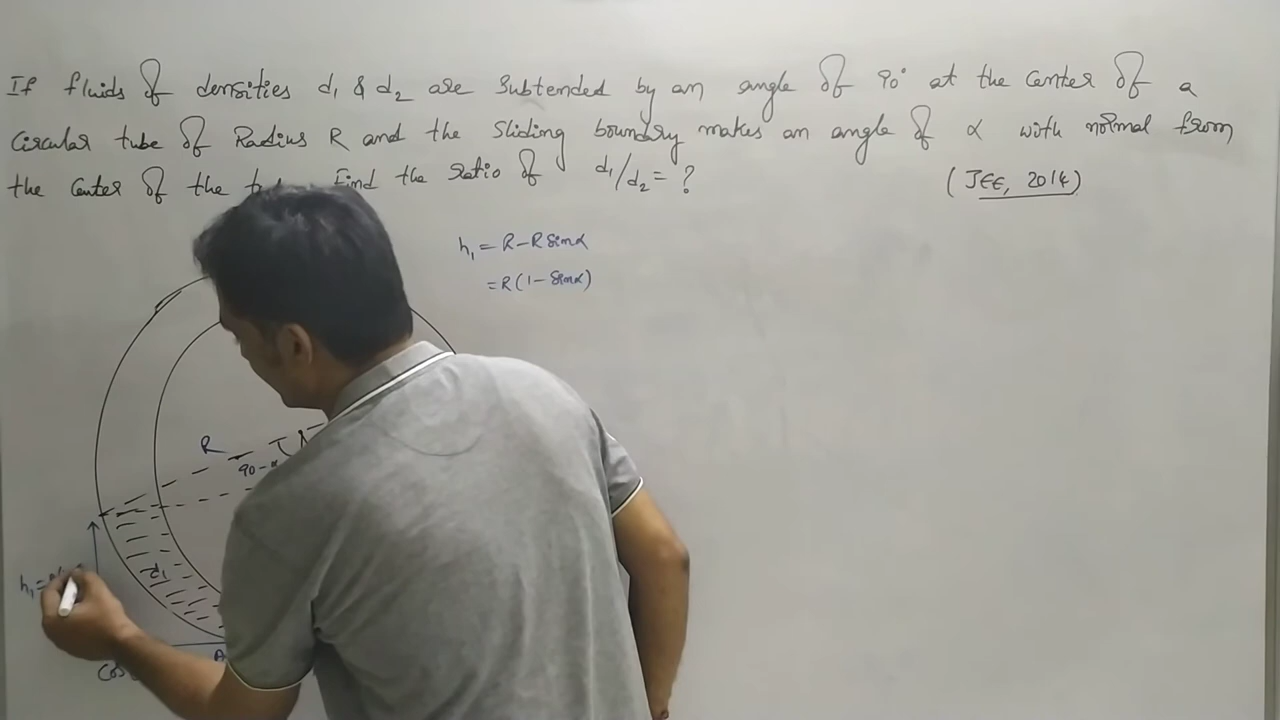 If fluids of densities d₁ & d₂ are subtended by an angle of 90° at the center of a
circular tube of Radius R and the sliding boundry makes an angle of α with normal from
the center of the Find the ratio of d₁/d₂ = ?
(JEE, 2014)
h₁ = R - R sinα
= R(1 - sinα)
R
90-α
d₁
h₁ =
Cos